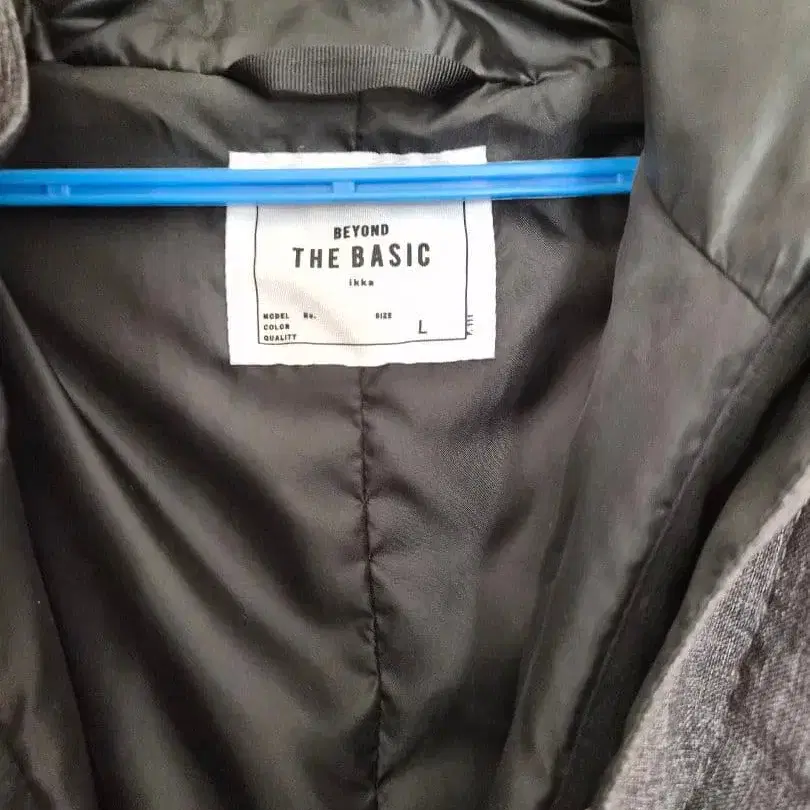 BEYOND
THE BASIC
ikka
MODEL No. SIZE
COLOR L
QUALITY